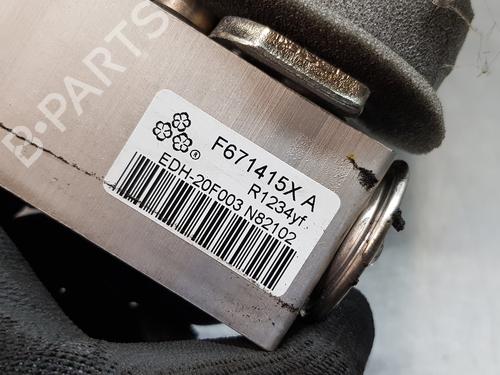 B-PARTS
F671415X A
R1234yf
EDH-20F003 N82102